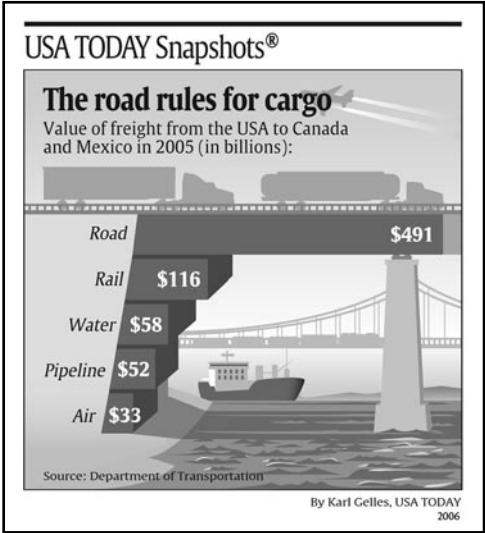 USA TODAY Snapshots®
The road rules for cargo
Value of freight from the USA to Canada
and Mexico in 2005 (in billions):
Road $491
Rail $116
Water $58
Pipeline $52
Air $33
Source: Department of Transportation
By Karl Gelles, USA TODAY
2006